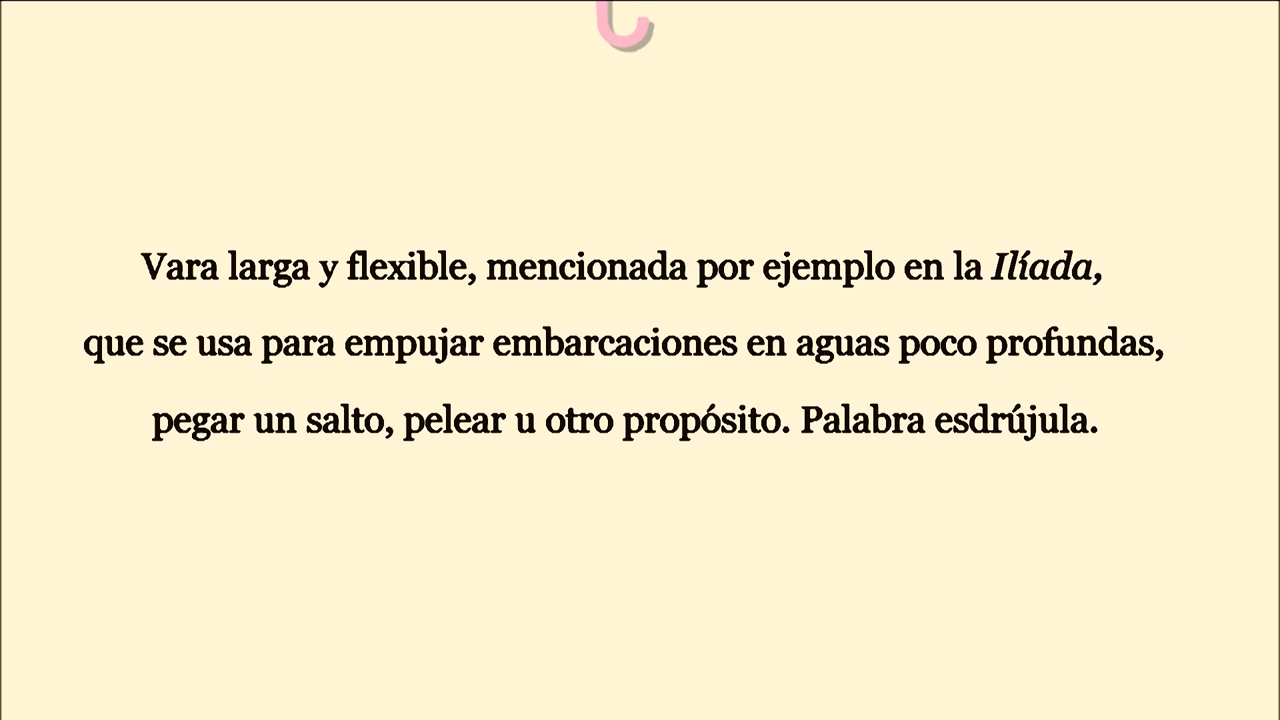 Vara larga y flexible, mencionada por ejemplo en la Ilíada,
que se usa para empujar embarcaciones en aguas poco profundas,
pegar un salto, pelear u otro propósito. Palabra esdrújula.